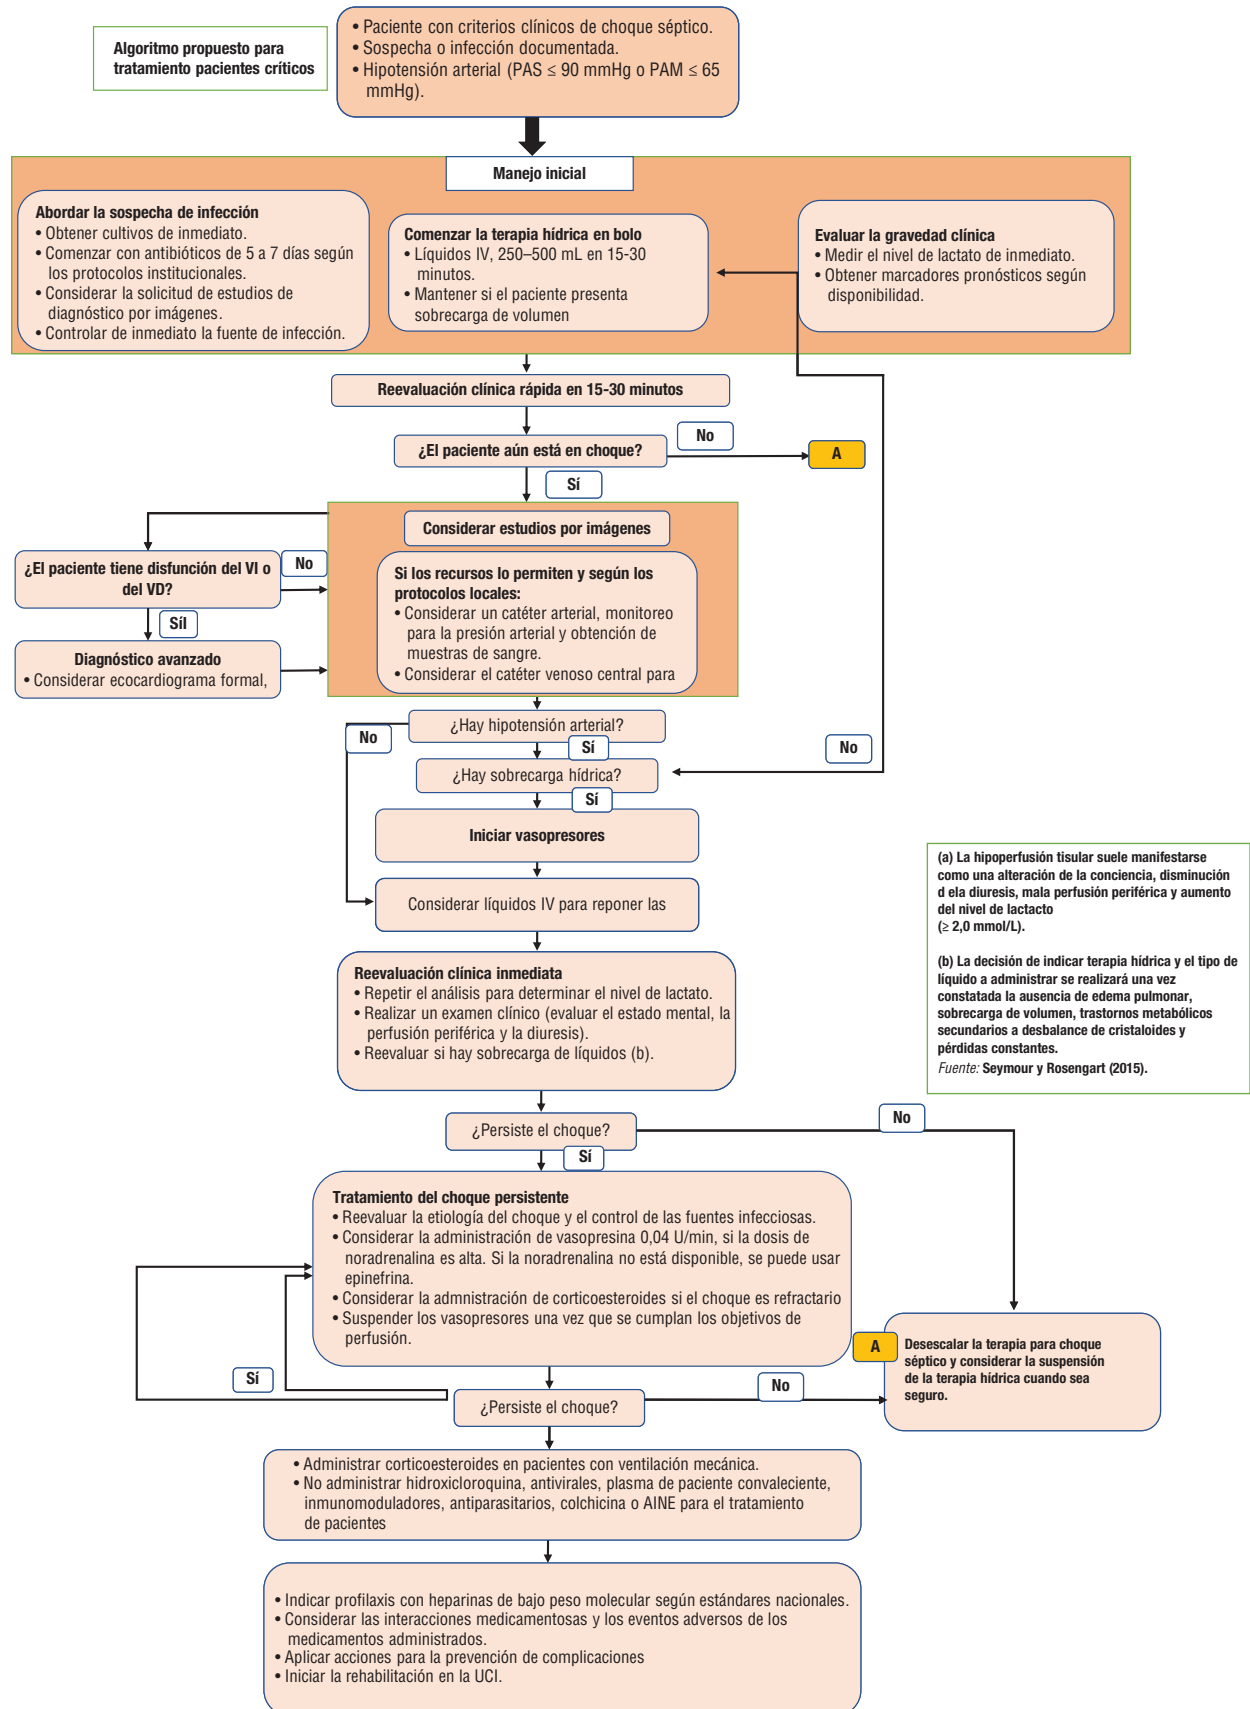 Algoritmo propuesto para
tratamiento pacientes críticos
• Paciente con criterios clínicos de choque séptico.
• Sospecha o infección documentada.
• Hipotensión arterial (PAS ≤ 90 mmHg o PAM ≤ 65
mmHg).
Manejo inicial
Abordar la sospecha de infección
• Obtener cultivos de inmediato.
• Comenzar con antibióticos de 5 a 7 días según
los protocolos institucionales.
• Considerar la solicitud de estudios de
diagnóstico por imágenes.
• Controlar de inmediato la fuente de infección.
Comenzar la terapia hídrica en bolo
• Líquidos IV, 250–500 mL en 15-30
minutos.
• Mantener si el paciente presenta
sobrecarga de volumen
Evaluar la gravedad clínica
• Medir el nivel de lactato de inmediato.
• Obtener marcadores pronósticos según
disponibilidad.
Reevaluación clínica rápida en 15-30 minutos
¿El paciente aún está en choque?
No
A
Sí
Considerar estudios por imágenes
¿El paciente tiene disfunción del VI o
del VD?
No
SíI
Diagnóstico avanzado
• Considerar ecocardiograma formal,
Si los recursos lo permiten y según los
protocolos locales:
• Considerar un catéter arterial, monitoreo
para la presión arterial y obtención de
muestras de sangre.
• Considerar el catéter venoso central para
¿Hay hipotensión arterial?
No
Sí
No
¿Hay sobrecarga hídrica?
Sí
Iniciar vasopresores
Considerar líquidos IV para reponer las
(a) La hipoperfusión tisular suele manifestarse
como una alteración de la conciencia, disminución
d ela diuresis, mala perfusión periférica y aumento
del nivel de lactacto
(≥ 2,0 mmol/L).
(b) La decisión de indicar terapia hídrica y el tipo de
líquido a administrar se realizará una vez
constatada la ausencia de edema pulmonar,
sobrecarga de volumen, trastornos metabólicos
secundarios a desbalance de cristaloides y
pérdidas constantes.
Fuente: Seymour y Rosengart (2015).
Reevaluación clínica inmediata
• Repetir el análisis para determinar el nivel de lactato.
• Realizar un examen clínico (evaluar el estado mental, la
perfusión periférica y la diuresis).
• Reevaluar si hay sobrecarga de líquidos (b).
¿Persiste el choque?
No
Sí
Tratamiento del choque persistente
• Reevaluar la etiología del choque y el control de las fuentes infecciosas.
• Considerar la administración de vasopresina 0,04 U/min, si la dosis de
noradrenalina es alta. Si la noradrenalina no está disponible, se puede usar
epinefrina.
• Considerar la admnistración de corticoesteroides si el choque es refractario
• Suspender los vasopresores una vez que se cumplan los objetivos de
perfusión.
A
Desescalar la terapia para choque
séptico y considerar la suspensión
de la terapia hídrica cuando sea
seguro.
Sí
¿Persiste el choque?
No
• Administrar corticoesteroides en pacientes con ventilación mecánica.
• No administrar hidroxicloroquina, antivirales, plasma de paciente convaleciente,
inmunomoduladores, antiparasitarios, colchicina o AINE para el tratamiento
de pacientes
• Indicar profilaxis con heparinas de bajo peso molecular según estándares nacionales.
• Considerar las interacciones medicamentosas y los eventos adversos de los
medicamentos administrados.
• Aplicar acciones para la prevención de complicaciones
• Iniciar la rehabilitación en la UCI.